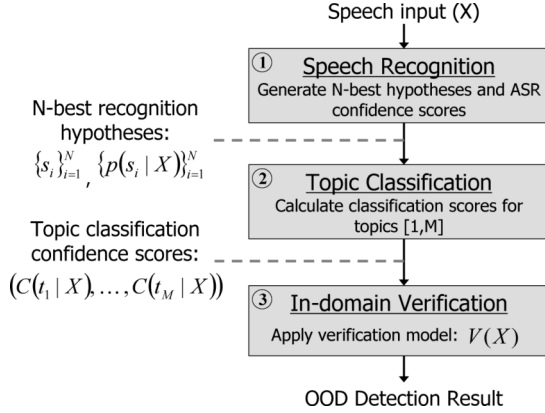 Speech input (X)
① Speech Recognition
Generate N-best hypotheses and ASR
confidence scores
N-best recognition
hypotheses:
{s_i}_{i=1}^N , {p(s_i | X)}_{i=1}^N
② Topic Classification
Calculate classification scores for
topics [1,M]
Topic classification
confidence scores:
(C(t_1 | X), ..., C(t_M | X))
③ In-domain Verification
Apply verification model: V(X)
OOD Detection Result